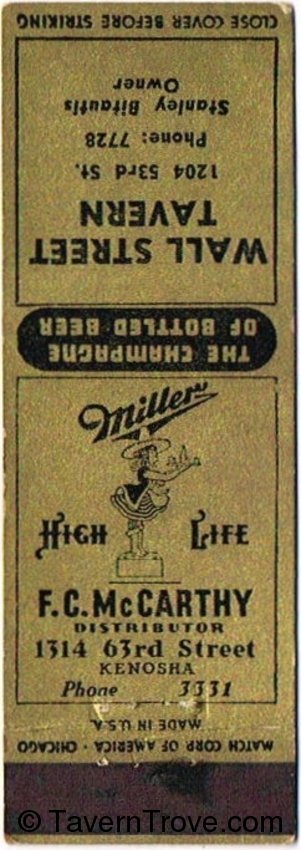 CLOSE COVER BEFORE STRIKING
WALL STREET
TAVERN
1204 53rd St.
Phone: 7728
Stanley Bitautis
Owner
THE CHAMPAGNE
OF BOTTLED BEER
Miller
HIGH LIFE
F.C. McCARTHY
DISTRIBUTOR
1314 63rd Street
KENOSHA
Phone 3331
MADE IN U.S.A.
MATCH CORP OF AMERICA · CHICAGO
© TavernTrove.com